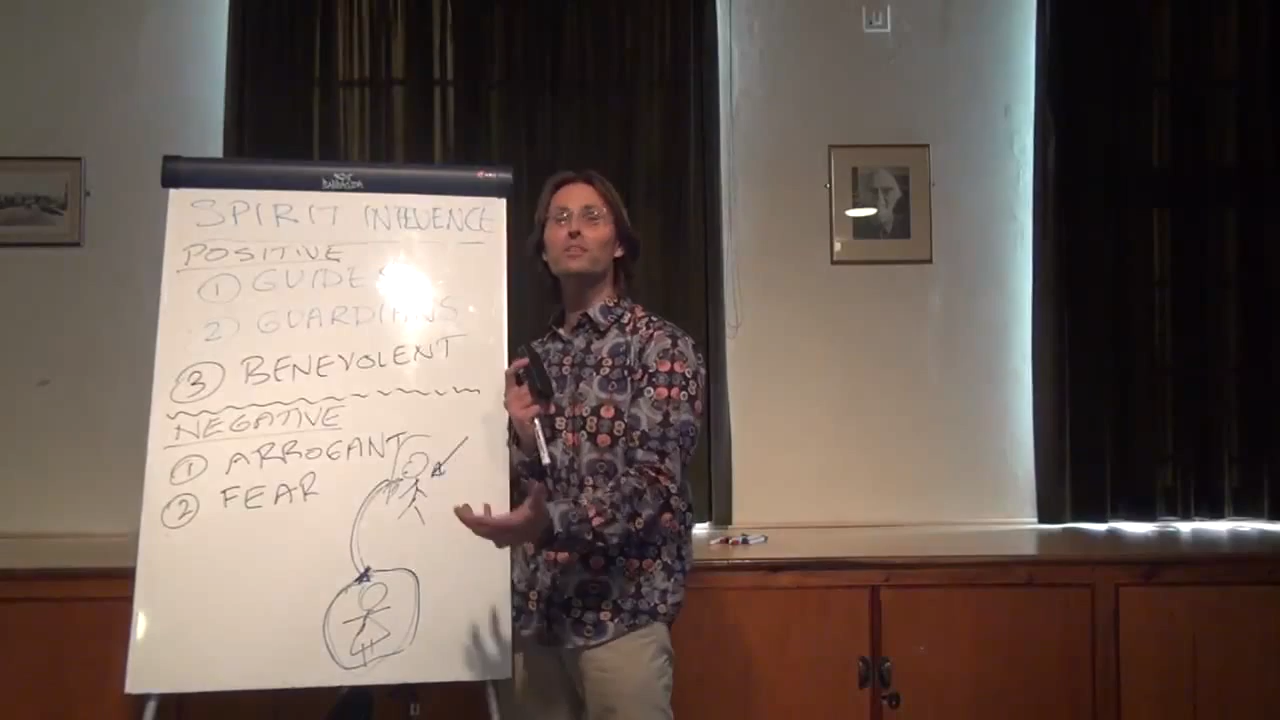 SPIRIT INFLUENCE
POSITIVE
① GUIDES
2) GUARDIANS
③ BENEVOLENT
NEGATIVE
① ARROGANT
② FEAR